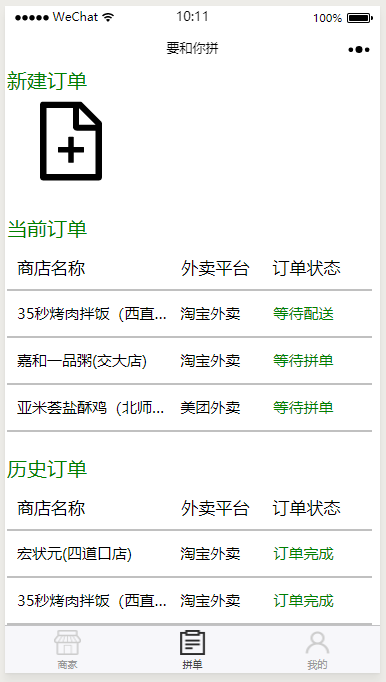 WeChat 10:11 100%
要和你拼
新建订单
当前订单
商店名称 外卖平台 订单状态
35秒烤肉拌饭（西直... 淘宝外卖 等待配送
嘉和一品粥(交大店) 淘宝外卖 等待拼单
亚米荟盐酥鸡（北师... 美团外卖 等待拼单
历史订单
商店名称 外卖平台 订单状态
宏状元(四道口店) 淘宝外卖 订单完成
35秒烤肉拌饭（西直... 淘宝外卖 订单完成
商家 拼单 我的